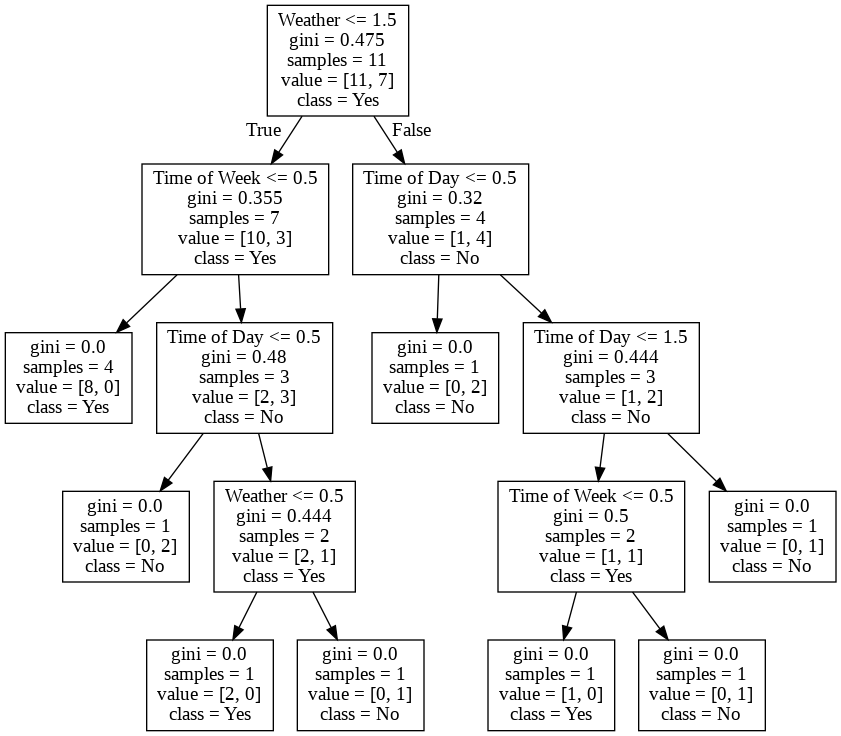 Weather <= 1.5
gini = 0.475
samples = 11
value = [11, 7]
class = Yes
True
False
Time of Week <= 0.5
gini = 0.355
samples = 7
value = [10, 3]
class = Yes
Time of Day <= 0.5
gini = 0.32
samples = 4
value = [1, 4]
class = No
gini = 0.0
samples = 4
value = [8, 0]
class = Yes
Time of Day <= 0.5
gini = 0.48
samples = 3
value = [2, 3]
class = No
gini = 0.0
samples = 1
value = [0, 2]
class = No
Time of Day <= 1.5
gini = 0.444
samples = 3
value = [1, 2]
class = No
gini = 0.0
samples = 1
value = [0, 2]
class = No
Weather <= 0.5
gini = 0.444
samples = 2
value = [2, 1]
class = Yes
Time of Week <= 0.5
gini = 0.5
samples = 2
value = [1, 1]
class = Yes
gini = 0.0
samples = 1
value = [0, 1]
class = No
gini = 0.0
samples = 1
value = [2, 0]
class = Yes
gini = 0.0
samples = 1
value = [0, 1]
class = No
gini = 0.0
samples = 1
value = [1, 0]
class = Yes
gini = 0.0
samples = 1
value = [0, 1]
class = No